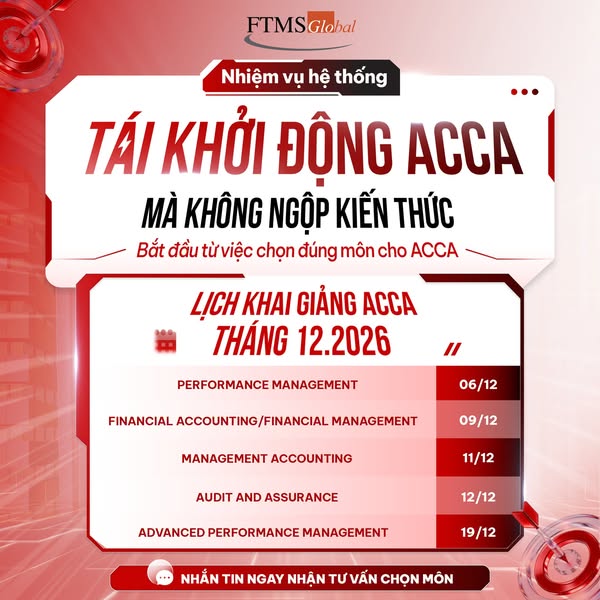 FTMSGlobal
Nhiệm vụ hệ thống
TÁI KHỞI ĐỘNG ACCA
MÀ KHÔNG NGỘP KIẾN THỨC
Bắt đầu từ việc chọn đúng môn cho ACCA
LỊCH KHAI GIẢNG ACCA
THÁNG 12.2026
PERFORMANCE MANAGEMENT 06/12
FINANCIAL ACCOUNTING/FINANCIAL MANAGEMENT 09/12
MANAGEMENT ACCOUNTING 11/12
AUDIT AND ASSURANCE 12/12
ADVANCED PERFORMANCE MANAGEMENT 19/12
NHẮN TIN NGAY NHẬN TƯ VẤN CHỌN MÔN